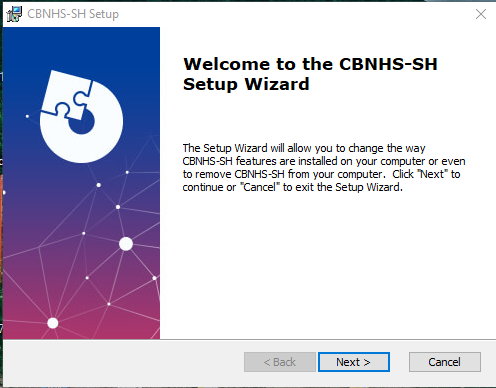 CBNHS-SH Setup
Welcome to the CBNHS-SH
Setup Wizard
The Setup Wizard will allow you to change the way
CBNHS-SH features are installed on your computer or even
to remove CBNHS-SH from your computer.  Click "Next" to
continue or "Cancel" to exit the Setup Wizard.
< Back
Next >
Cancel